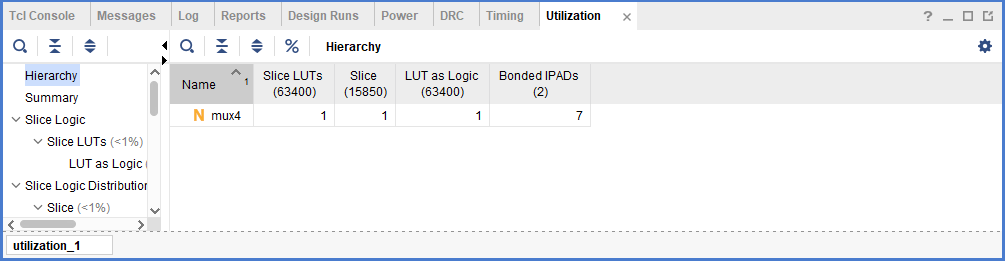 Tcl Console Messages Log Reports Design Runs Power DRC Timing Utilization × ?
% Hierarchy
Hierarchy
Summary
Slice Logic
Slice LUTs (<1%)
LUT as Logic (
Slice Logic Distribution
Slice (<1%)
Name 1 Slice LUTs (63400) Slice (15850) LUT as Logic (63400) Bonded IPADs (2)
N mux4 1 1 1 7
utilization_1